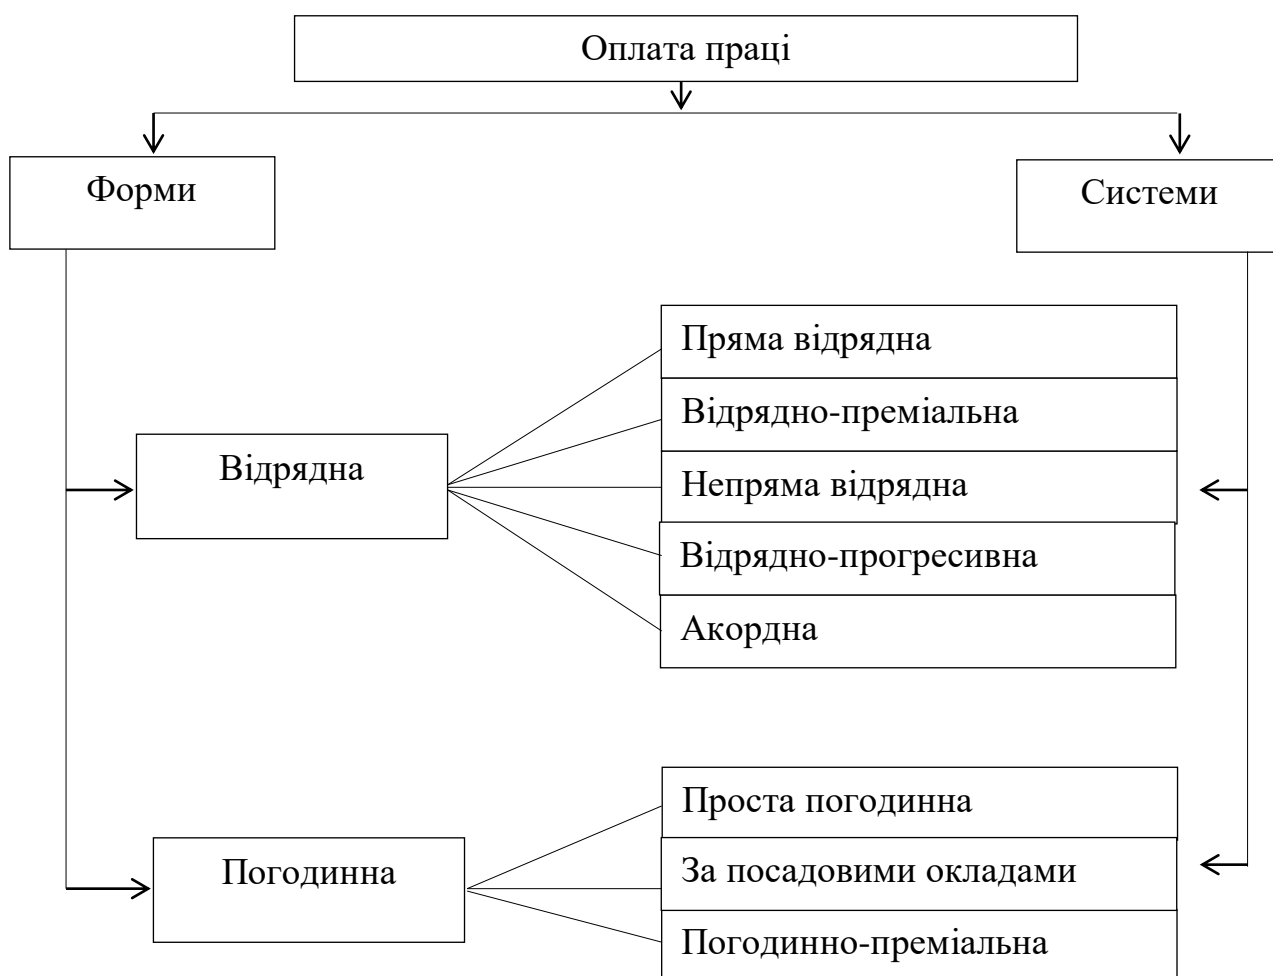 Оплата праці
Форми
Системи
Пряма відрядна
Відрядно-преміальна
Відрядна
Непряма відрядна
Відрядно-прогресивна
Акордна
Проста погодинна
Погодинна
За посадовими окладами
Погодинно-преміальна